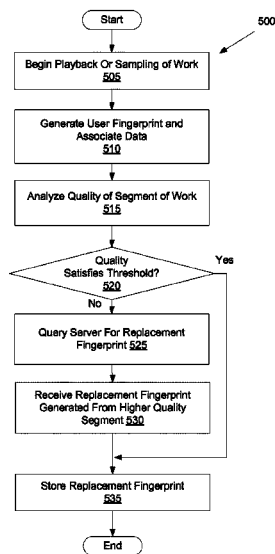 Start
500
Begin Playback Or Sampling of Work
505
Generate User Fingerprint and
Associate Data
510
Analyze Quality of Segment of Work
515
Quality
Satisfies Threshold?
520
Yes
No
Query Server For Replacement
Fingerprint 525
Receive Replacement Fingerprint
Generated From Higher Quality
Segment 530
Store Replacement Fingerprint
535
End